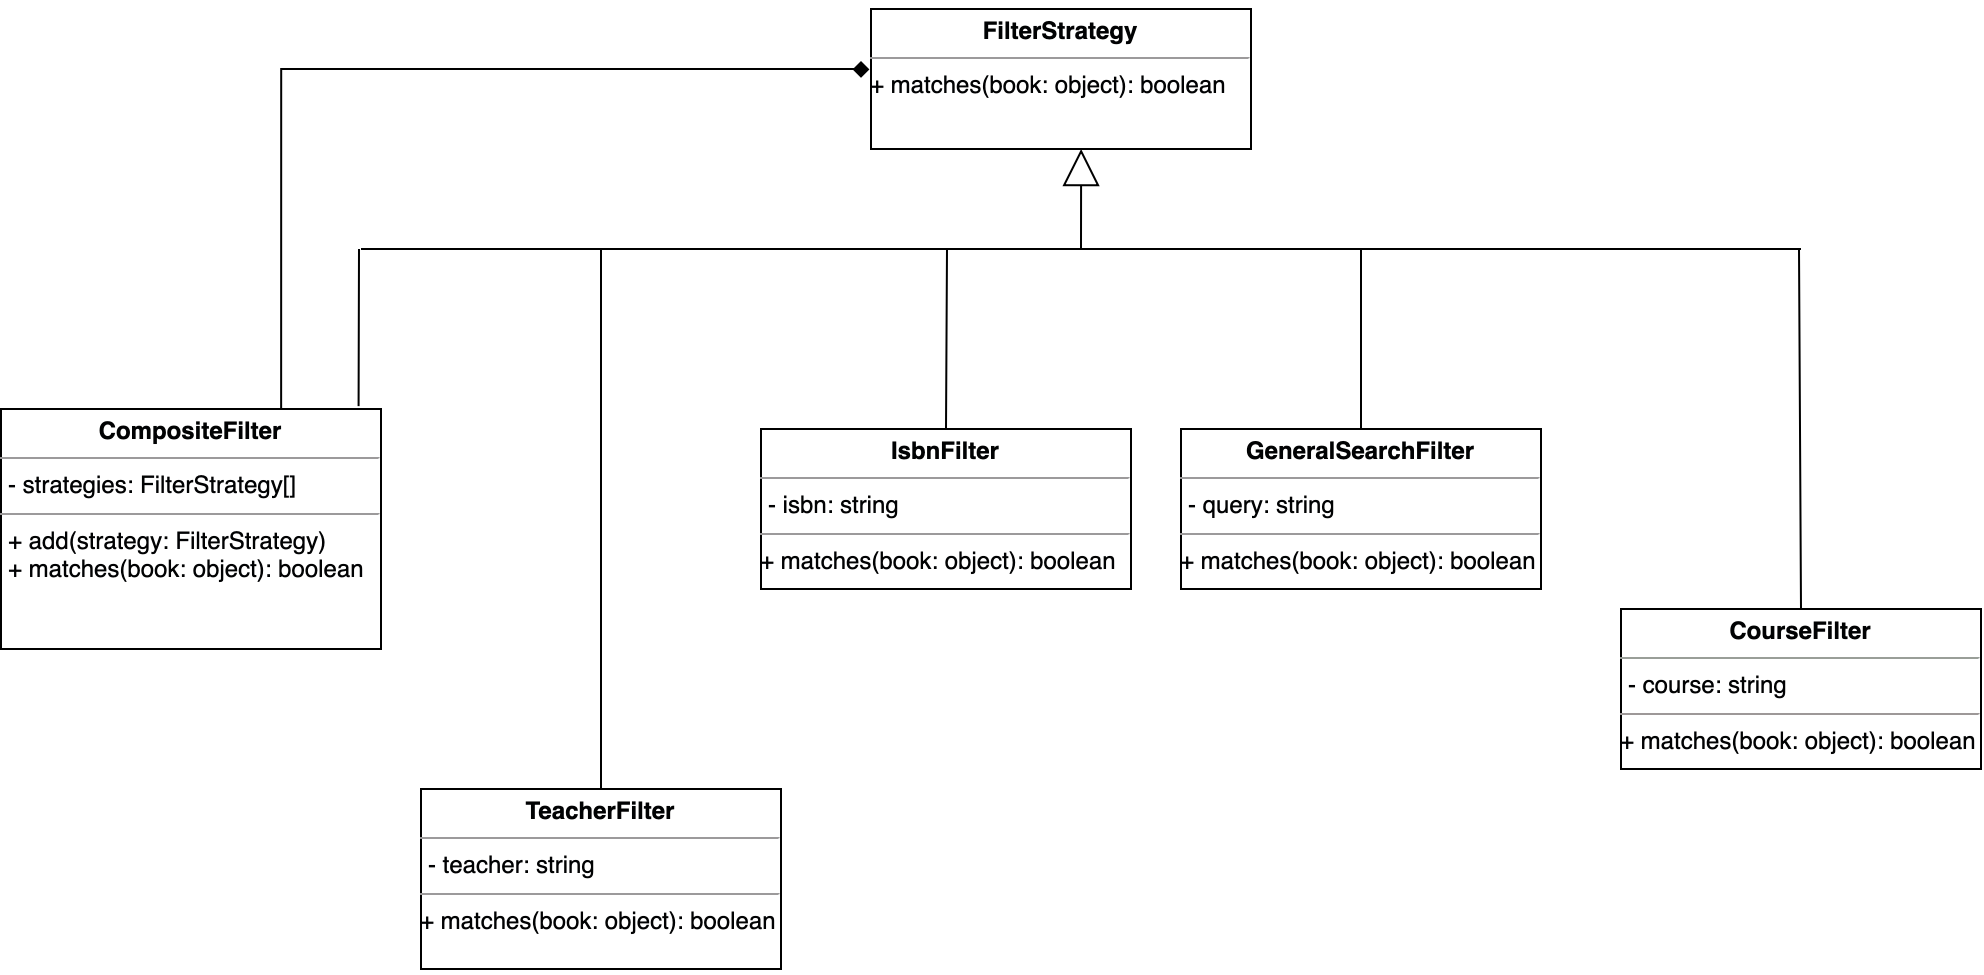 FilterStrategy
+ matches(book: object): boolean
CompositeFilter
- strategies: FilterStrategy[]
+ add(strategy: FilterStrategy)
+ matches(book: object): boolean
IsbnFilter
- isbn: string
+ matches(book: object): boolean
GeneralSearchFilter
- query: string
+ matches(book: object): boolean
CourseFilter
- course: string
+ matches(book: object): boolean
TeacherFilter
- teacher: string
+ matches(book: object): boolean